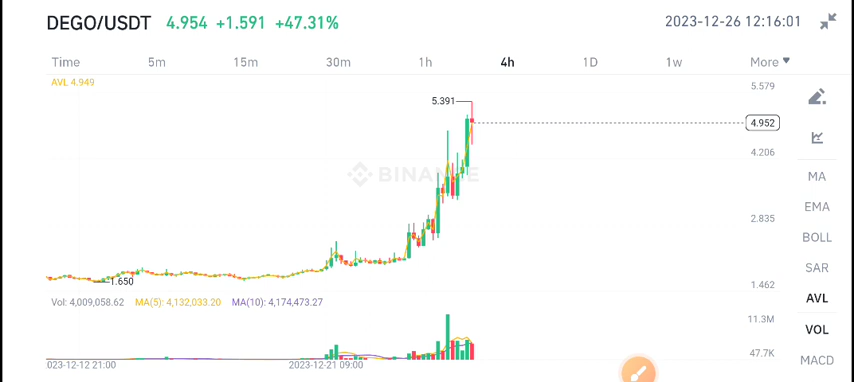 DEGO/USDT 4.954 +1.591 +47.31% 2023-12-26 12:16:01
Time 5m 15m 30m 1h 4h 1D 1w More
AVL 4.949
5.579
5.391
4.952
4.206
BINANCE
MA
EMA
2.835
BOLL
SAR
1.650
1.462
AVL
Vol: 4,009,058.62 MA(5): 4,132,033.20 MA(10): 4,174,473.27
11.3M
VOL
47.7K
MACD
023-12-12 21:00 2023-12-21 09:00